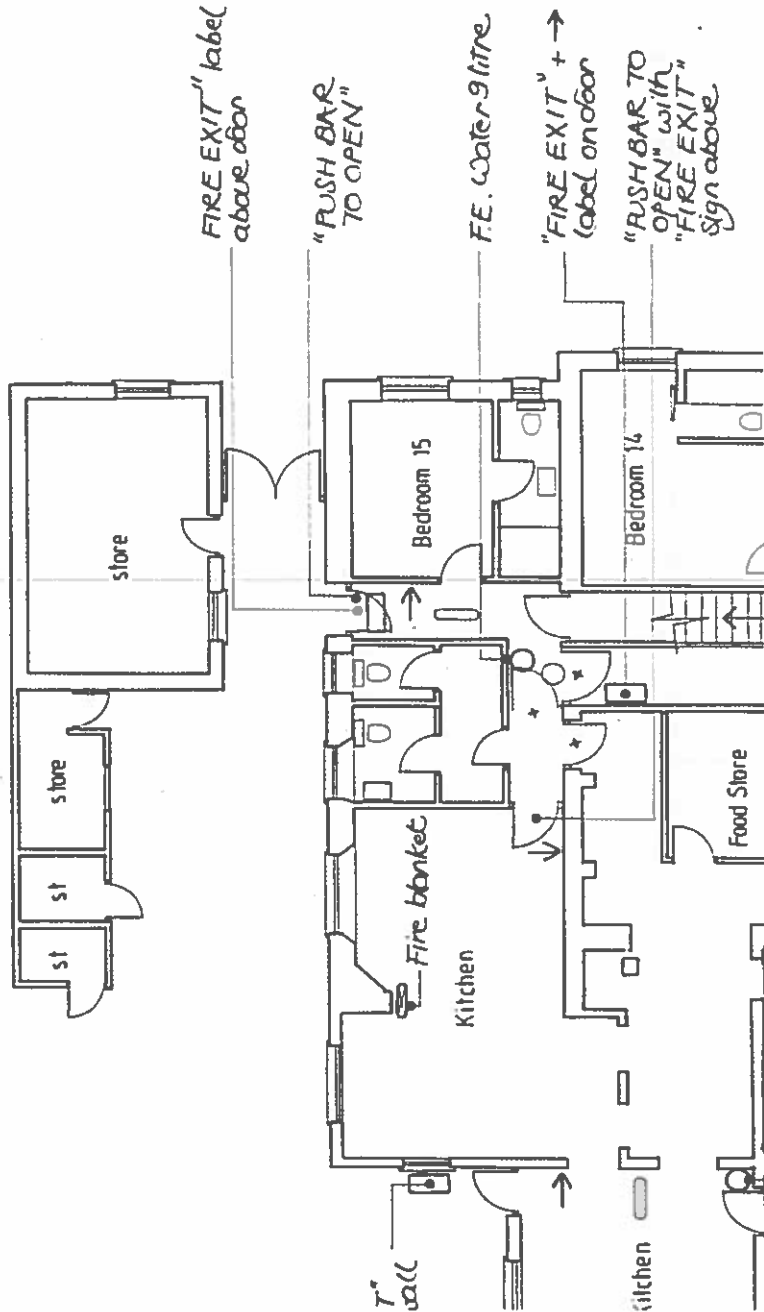 FIRE EXIT" label
above door
"PUSH BAR
TO OPEN"
F.E. Water 9 litre
"FIRE EXIT" + →
label on door
"PUSH BAR TO
OPEN" with
"FIRE EXIT"
sign above
store
store
st
st
Bedroom 15
Bedroom 14
Food Store
Fire blanket
Kitchen
T"
wall
Kitchen